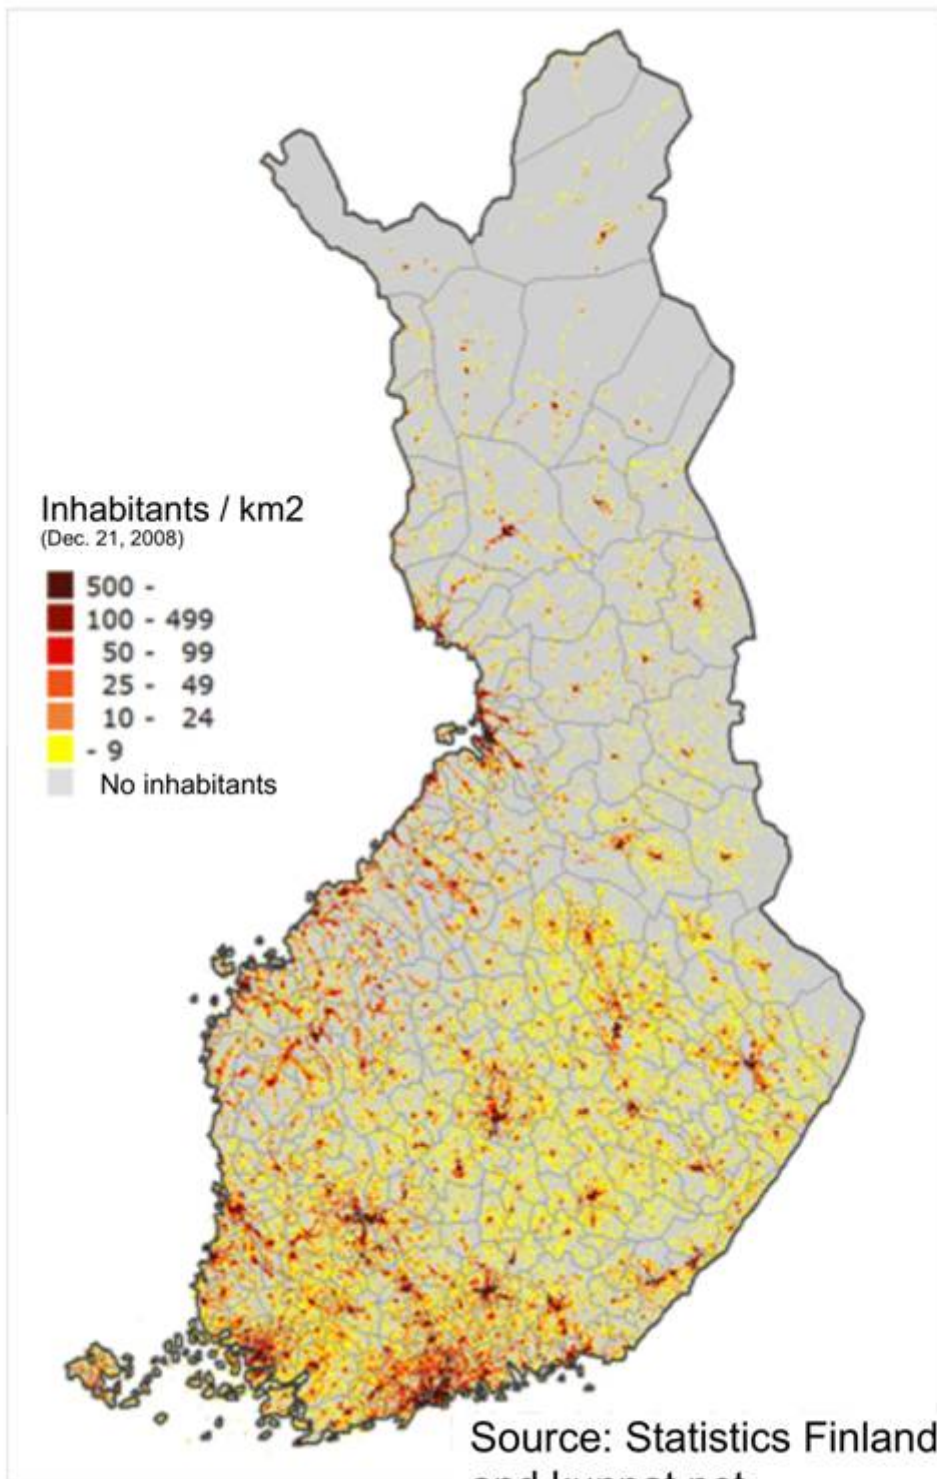 Inhabitants / km2
(Dec. 21, 2008)
500 -
100 - 499
50 - 99
25 - 49
10 - 24
- 9
No inhabitants
Source: Statistics Finland